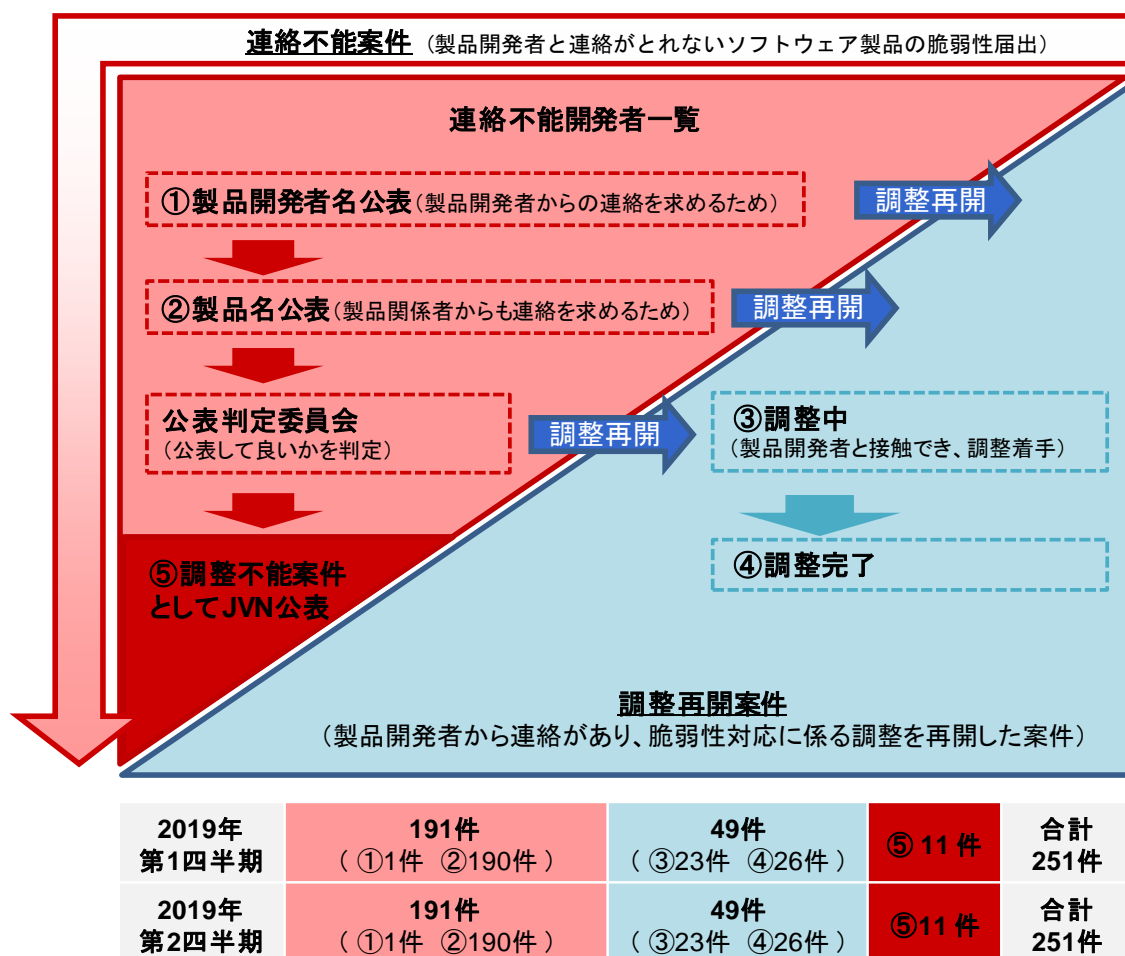 連絡不能案件（製品開発者と連絡がとれないソフトウェア製品の脆弱性届出）
連絡不能開発者一覧
①製品開発者名公表（製品開発者からの連絡を求めるため）
調整再開
②製品名公表（製品関係者からも連絡を求めるため）
調整再開
公表判定委員会
（公表して良いかを判定）
調整再開
③調整中
（製品開発者と接触でき、調整着手）
④調整完了
⑤調整不能案件
としてJVN公表
調整再開案件
（製品開発者から連絡があり、脆弱性対応に係る調整を再開した案件）
2019年
第1四半期
191件
（ ①1件 ②190件 ）
49件
（ ③23件 ④26件 ）
⑤ 11 件
合計
251件
2019年
第2四半期
191件
（ ①1件 ②190件 ）
49件
（ ③23件 ④26件 ）
⑤11 件
合計
251件